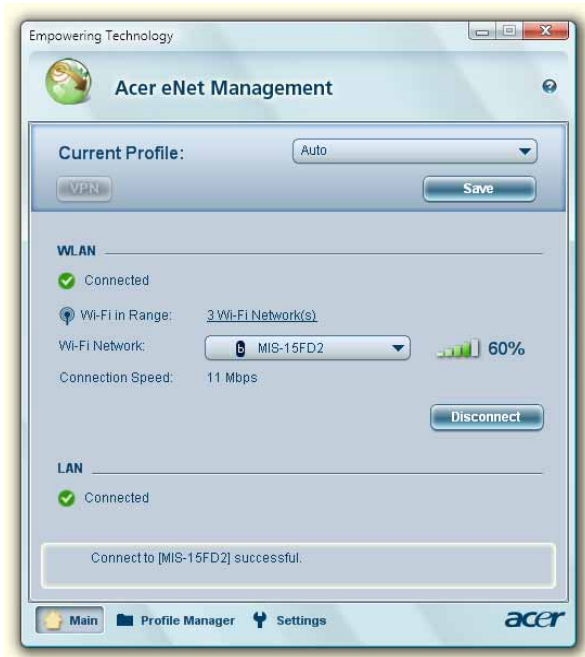 Empowering Technology
Acer eNet Management
Current Profile: Auto
VPN Save
WLAN
Connected
Wi-Fi in Range: 3 Wi-Fi Network(s)
Wi-Fi Network: b MIS-15FD2 60%
Connection Speed: 11 Mbps
Disconnect
LAN
Connected
Connect to [MIS-15FD2] successful.
Main Profile Manager Settings acer